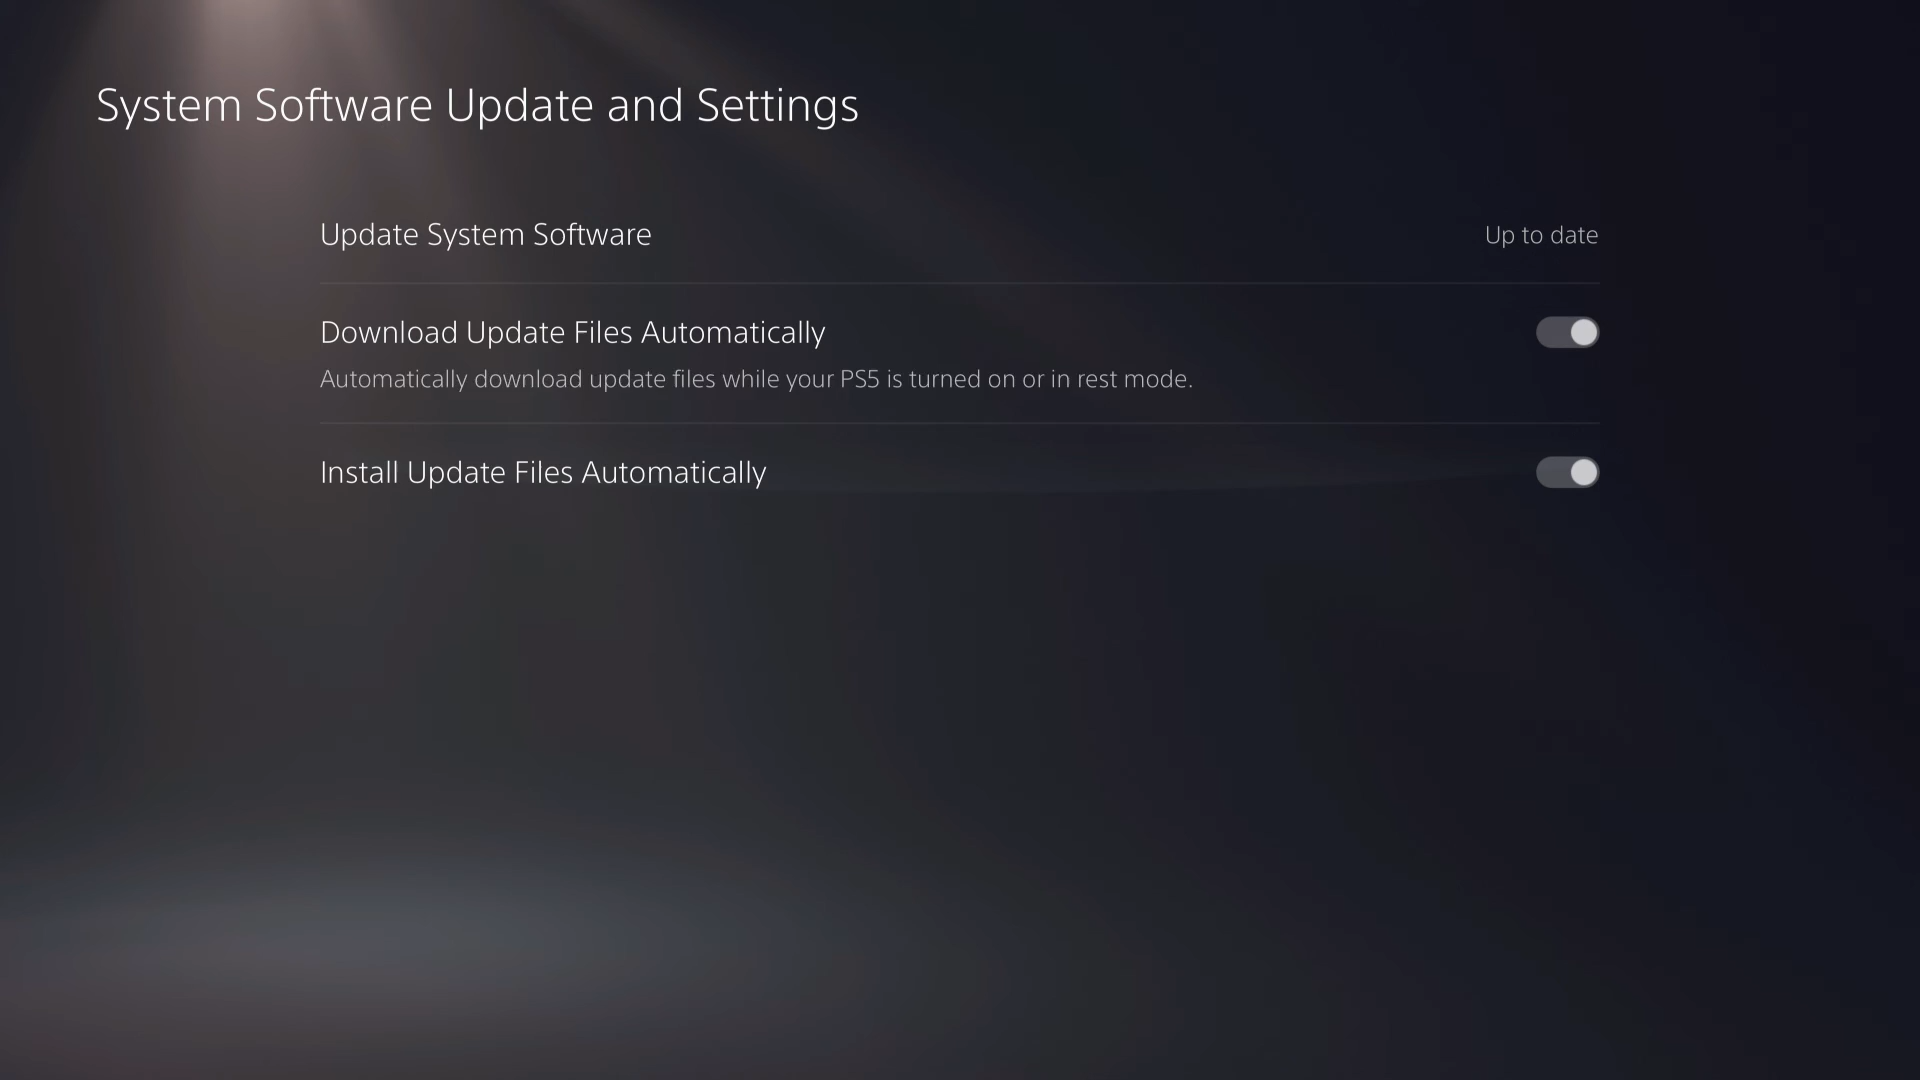 System Software Update and Settings
Update System Software
Up to date
Download Update Files Automatically
Automatically download update files while your PS5 is turned on or in rest mode.
Install Update Files Automatically